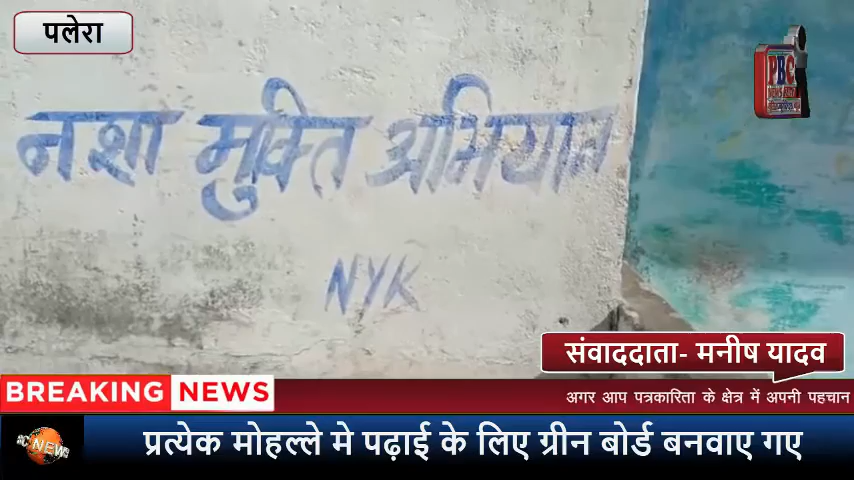 पलेरा
PBC
नशा मुक्ति अभियान
NYK
संवाददाता- मनीष यादव
BREAKING NEWS
अगर आप पत्रकारिता के क्षेत्र में अपनी पहचान
NEWS
प्रत्येक मोहल्ले मे पढ़ाई के लिए ग्रीन बोर्ड बनवाए गए